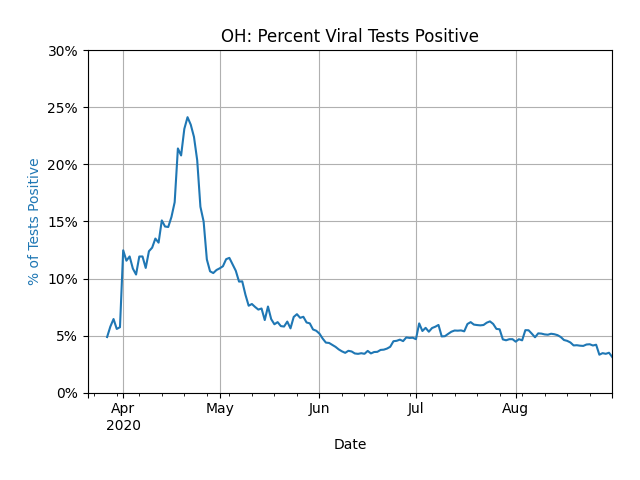 OH: Percent Viral Tests Positive
30%
25%
20%
15%
10%
5%
0%
% of Tests Positive
Apr
2020
May
Jun
Jul
Aug
Date